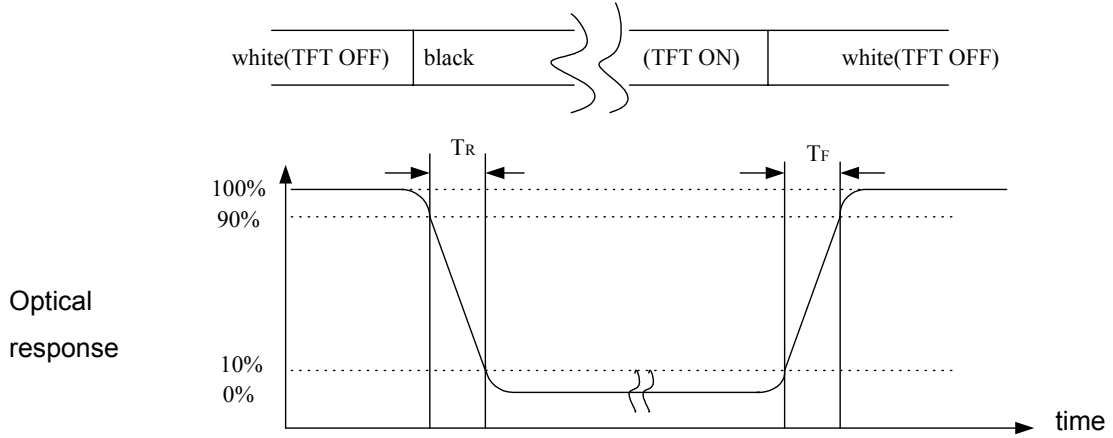 white(TFT OFF) black (TFT ON) white(TFT OFF)
TR TF
100%
90%
Optical
response
10%
0%
time